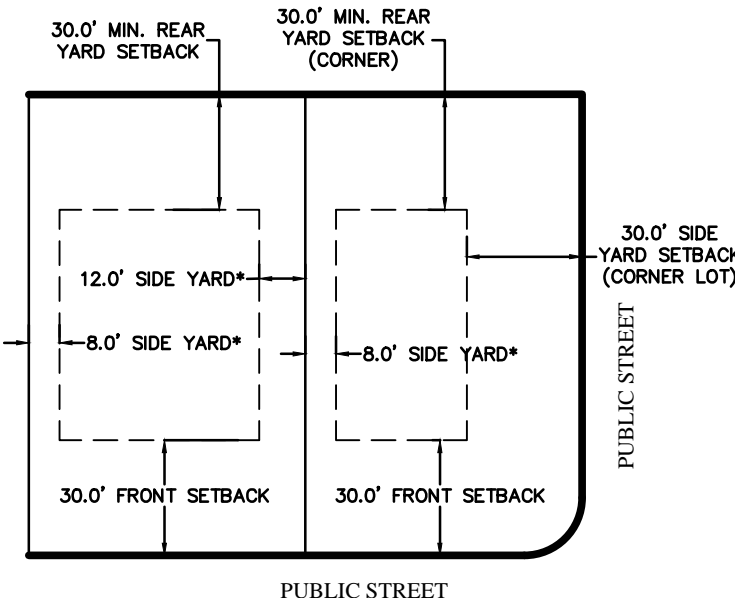 30.0' MIN. REAR
YARD SETBACK
30.0' MIN. REAR
YARD SETBACK
(CORNER)
30.0' SIDE
YARD SETBACK
(CORNER LOT)
12.0' SIDE YARD*
8.0' SIDE YARD*
8.0' SIDE YARD*
PUBLIC STREET
30.0' FRONT SETBACK
30.0' FRONT SETBACK
PUBLIC STREET